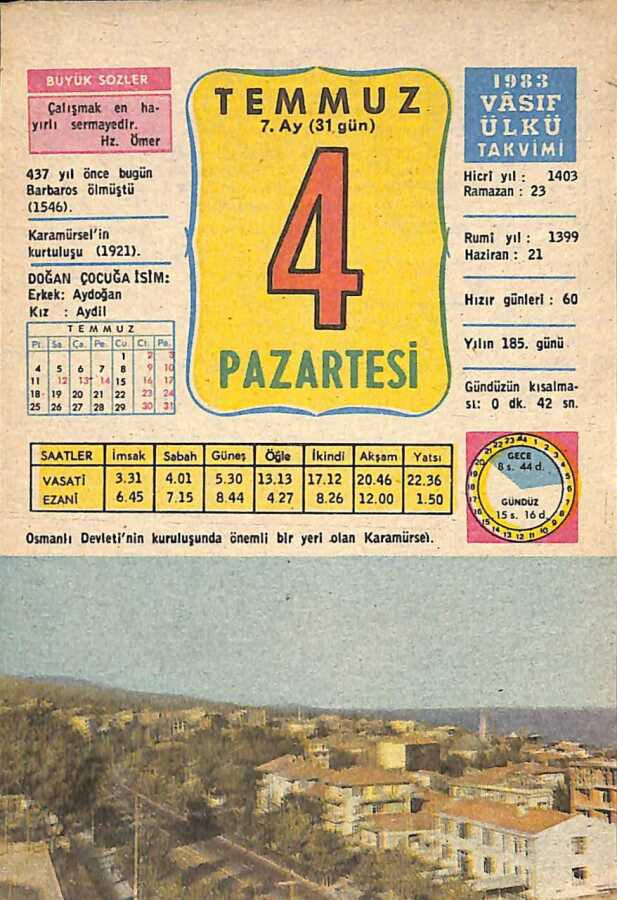 BÜYÜK SÖZLER
Çalışmak en ha-
yırlı sermayedir.
Hz. Ömer
437 yıl önce bugün
Barbaros ölmüştü
(1546).
Karamürsel'in
kurtuluşu (1921).
DOĞAN ÇOCUĞA İSİM:
Erkek: Aydoğan
Kız : Aydil
TEMMUZ
Pt. Sa. Ça. Pe. Cu. Ct. Pa.
1 2 3
4 5 6 7 8 9 10
11 12 13 14 15 16 17
18 19 20 21 22 23 24
25 26 27 28 29 30 31
TEMMUZ
7. Ay (31 gün)
4
PAZARTESİ
1983
VÂSIF
ÜLKÜ
TAKVİMİ
Hicrî yıl : 1403
Ramazan : 23
Rumî yıl : 1399
Haziran : 21
Hızır günleri : 60
Yılın 185. günü
Gündüzün kısalma-
sı: 0 dk. 42 sn.
SAATLER İmsak Sabah Güneş Öğle İkindi Akşam Yatsı
VASATİ 3.31 4.01 5.30 13.13 17.12 20.46 22.36
EZANİ 6.45 7.15 8.44 4.27 8.26 12.00 1.50
GECE
8 s. 44 d.
GÜNDÜZ
15 s. 16 d.
Osmanlı Devleti'nin kuruluşunda önemli bir yeri olan Karamürsel.